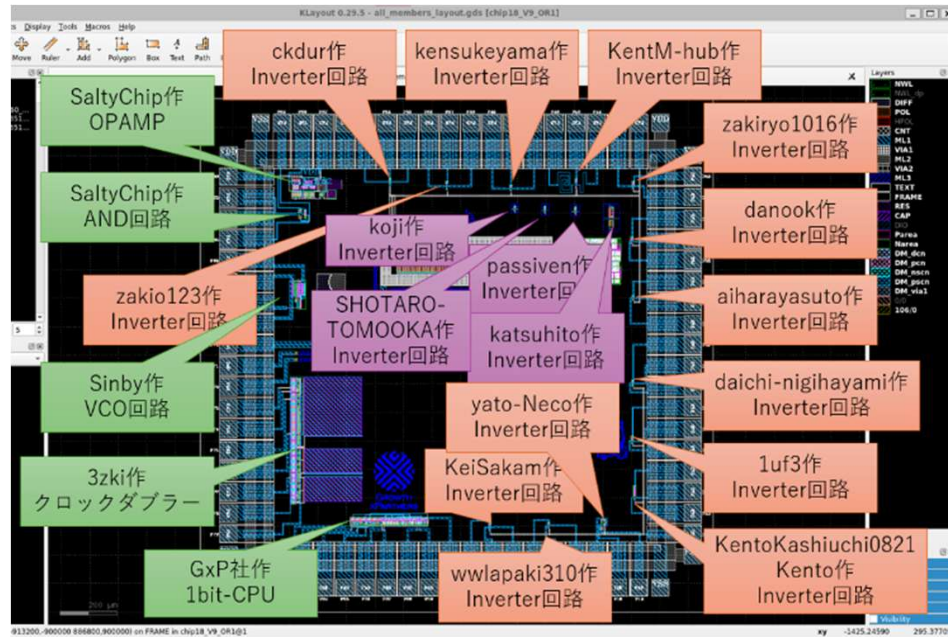 KLayout 0.29.5 - all_members_layout.gds [chip18_V9_OR1]
Display Tools Macros Help
Move Ruler Add Polygon Box Text Path
ckdur作
Inverter回路
kensukeyama作
Inverter回路
KentM-hub作
Inverter回路
SaltyChip作
OPAMP
zakiryo1016作
Inverter回路
SaltyChip作
AND回路
koji作
Inverter回路
danook作
Inverter回路
passiven作
Inverter回路
zakio123作
Inverter回路
SHOTARO-
TOMOOKA作
Inverter回路
katsuhito作
Inverter回路
aiharayasuto作
Inverter回路
Sinby作
VCO回路
yato-Neco作
Inverter回路
daichi-nigihayami作
Inverter回路
3zki作
クロックダブラー
KeiSakam作
Inverter回路
1uf3作
Inverter回路
GxP社作
1bit-CPU
wwlapaki310作
Inverter回路
KentoKashiuchi0821
Kento作
Inverter回路
Layers
NWL
DIFF
POL
CNT
ML1
VIA1
ML2
VIA2
ML3
TEXT
FRAME
RES
CAP
DIO
Parea
Narea
DM_dcn
DM_pcn
DM_nscn
DM_pscn
DM_via1
0/0
106/0
VSS
VDD
5
200 μm
VSS
Visibility
-913200,-900000 886800,900000) on FRAME in chip18_V9_OR1@1
xy -1425.24590 295.3770